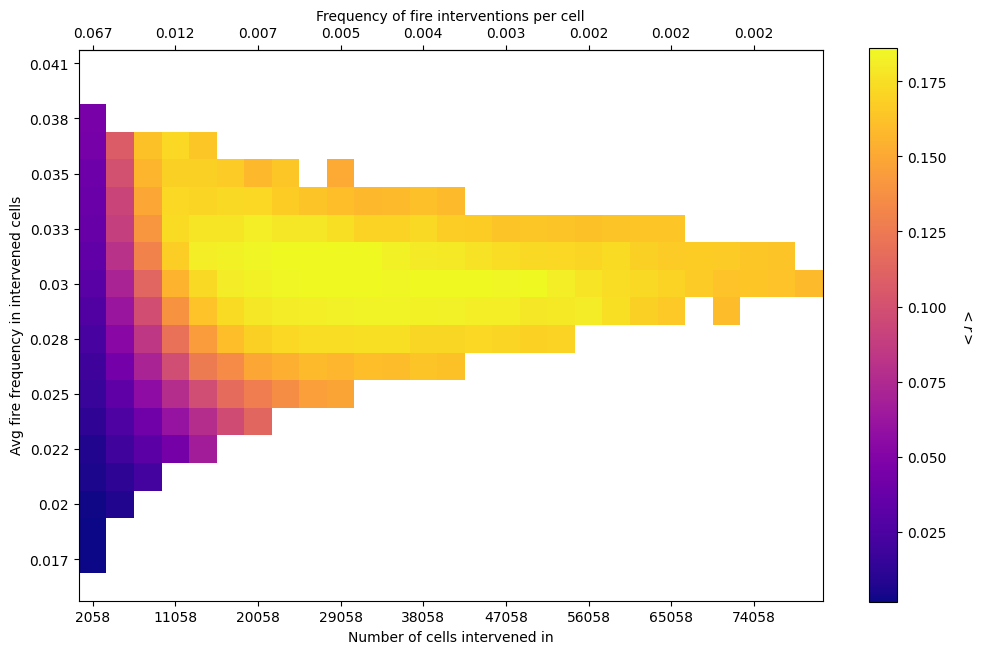 Frequency of fire interventions per cell
0.067 0.012 0.007 0.005 0.004 0.003 0.002 0.002 0.002
Avg fire frequency in intervened cells
0.041
0.038
0.035
0.033
0.03
0.028
0.025
0.022
0.02
0.017
2058 11058 20058 29058 38058 47058 56058 65058 74058
Number of cells intervened in
0.175
0.150
0.125
0.100
0.075
0.050
0.025
< r >